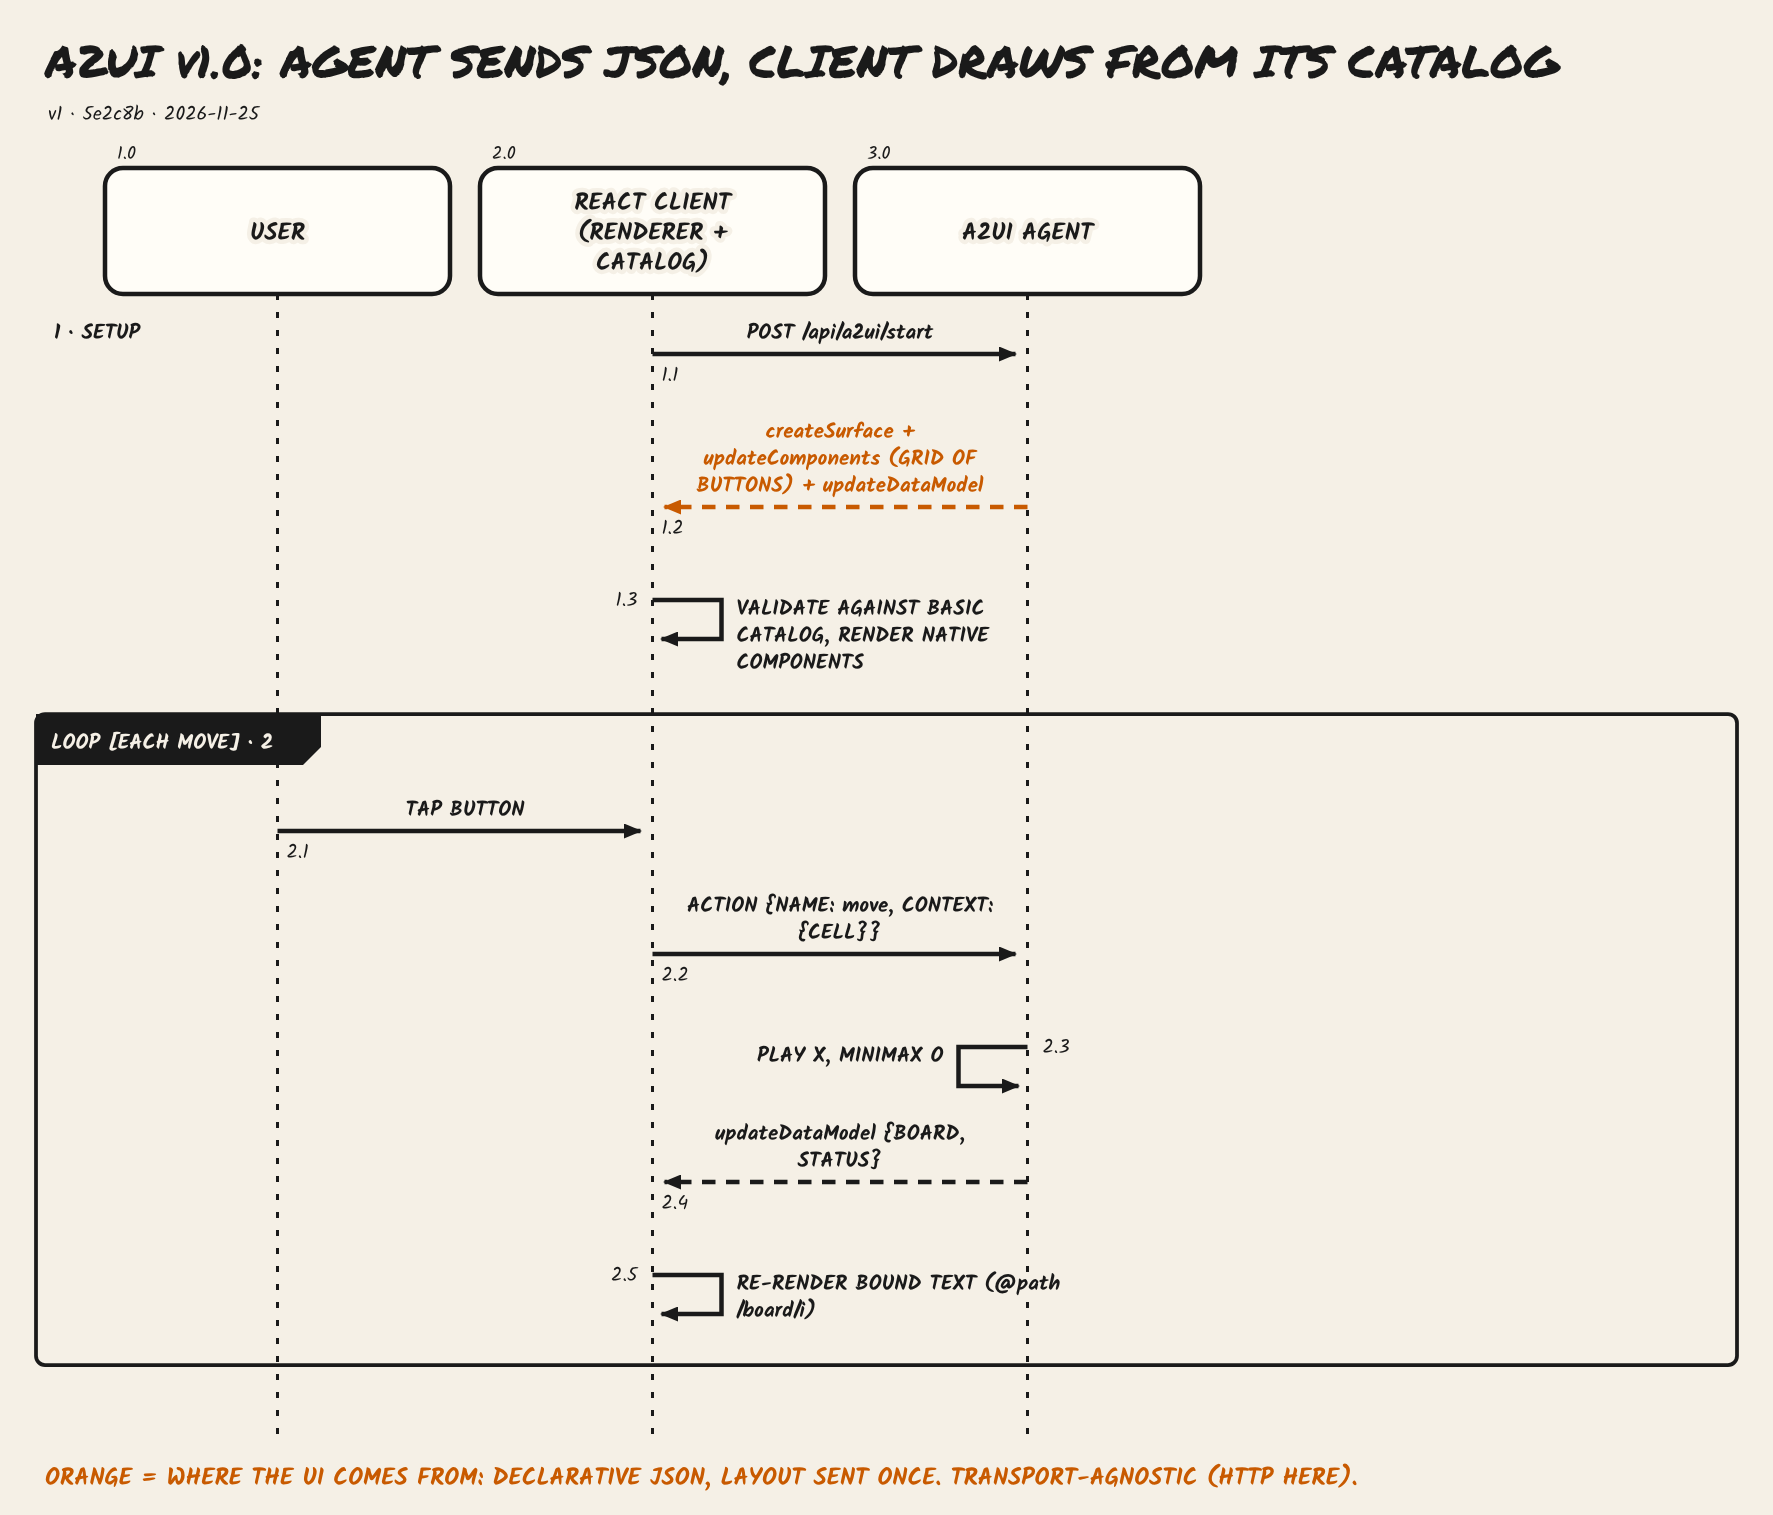 A2UI v1.0: AGENT SENDS JSON, CLIENT DRAWS FROM ITS CATALOG
v1 · 5e2c8b · 2026-11-25
1.0
2.0
3.0
USER
REACT CLIENT
(RENDERER +
CATALOG)
A2UI AGENT
1 · SETUP
POST /api/a2ui/start
1.1
createSurface +
updateComponents (GRID OF
BUTTONS) + updateDataModel
1.2
1.3
VALIDATE AGAINST BASIC
CATALOG, RENDER NATIVE
COMPONENTS
LOOP [EACH MOVE] · 2
TAP BUTTON
2.1
ACTION {NAME: move, CONTEXT:
{CELL}}
2.2
PLAY X, MINIMAX O
2.3
updateDataModel {BOARD,
STATUS}
2.4
2.5
RE-RENDER BOUND TEXT (@path
/board/i)
ORANGE = WHERE THE UI COMES FROM: DECLARATIVE JSON, LAYOUT SENT ONCE. TRANSPORT-AGNOSTIC (HTTP HERE).